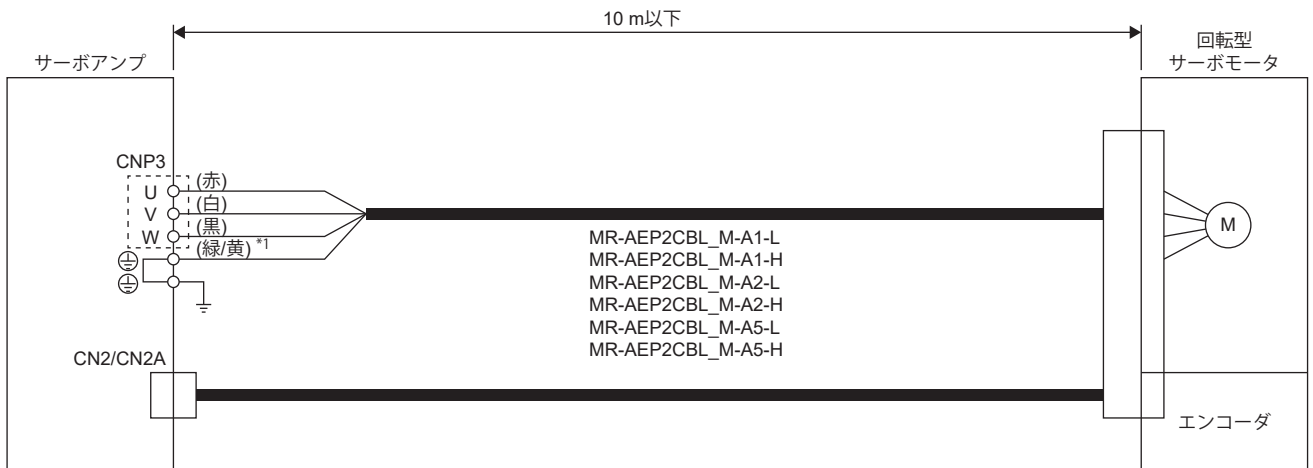 10 m以下
サーボアンプ
回転型
サーボモータ
CNP3
U
(赤)
V
(白)
W
(黒)
(緑/黄) *1
M
MR-AEP2CBL_M-A1-L
MR-AEP2CBL_M-A1-H
MR-AEP2CBL_M-A2-L
MR-AEP2CBL_M-A2-H
MR-AEP2CBL_M-A5-L
MR-AEP2CBL_M-A5-H
CN2/CN2A
エンコーダ